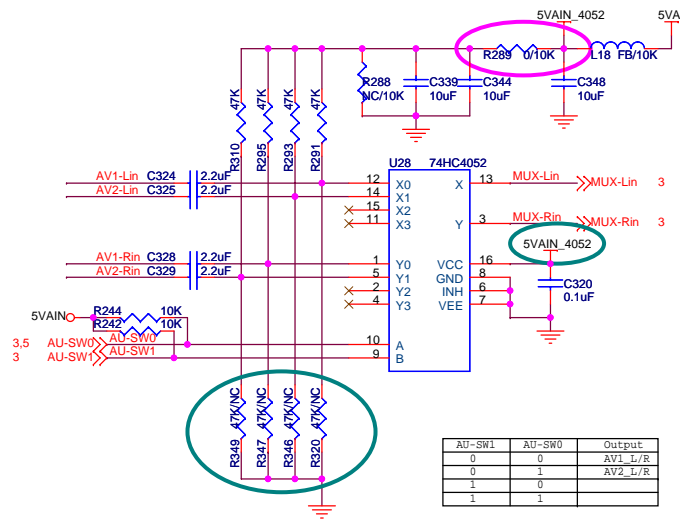 5VAIN_4052
5VA
R289 0/10K
L18 FB/10K
R288
NC/10K
C339
10uF
C344
10uF
C348
10uF
47K
47K
47K
47K
R310
R295
R293
R291
U28 74HC4052
AV1-Lin C324 2.2uF
AV2-Lin C325 2.2uF
12 X0
14 X1
15 X2
11 X3
X 13 MUX-Lin MUX-Lin 3
Y 3 MUX-Rin MUX-Rin 3
5VAIN_4052
AV1-Rin C328 2.2uF
AV2-Rin C329 2.2uF
1 Y0
5 Y1
2 Y2
4 Y3
VCC 16
GND 8
INH 6
VEE 7
C320
0.1uF
R244 10K
5VAIN
R242 10K
3,5 AU-SW0 AU-SW0
3 AU-SW1 AU-SW1
10 A
9 B
47K/NC
47K/NC
47K/NC
47K/NC
R349
R347
R346
R320
AU-SW1 AU-SW0 Output
0 0 AV1_L/R
0 1 AV2_L/R
1 0
1 1